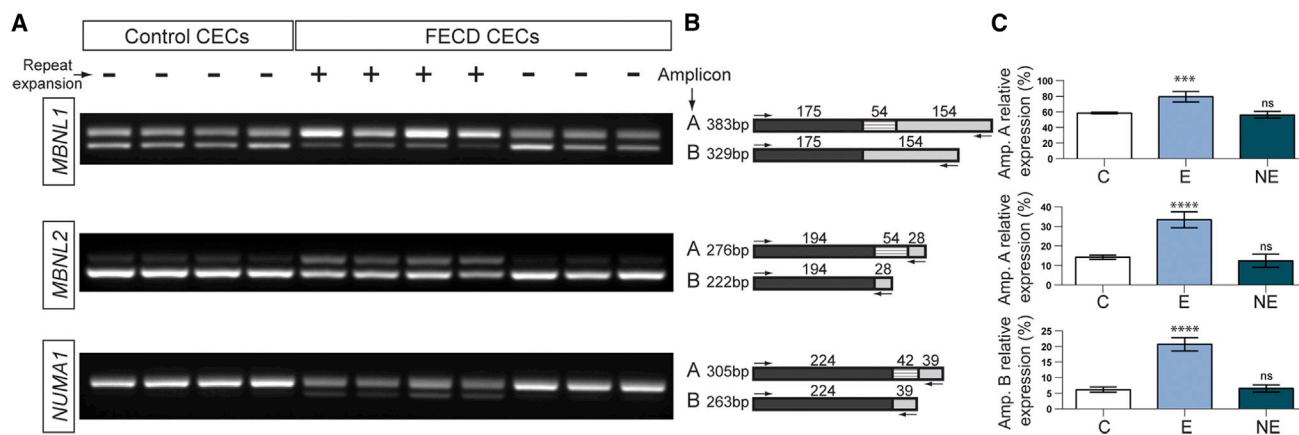 A
B
C
Control CECs
FECD CECs
Repeat expansion
- - - - + + + + - - -
Amplicon
MBNL1
A 383bp
175 54 154
B 329bp
175 154
Amp. A relative
expression (%)
100
80
60
40
20
0
***
ns
C E NE
MBNL2
A 276bp
194 54 28
B 222bp
194 28
Amp. A relative
expression (%)
40
30
20
10
0
****
ns
C E NE
NUMA1
A 305bp
224 42 39
B 263bp
224 39
Amp. B relative
expression (%)
25
20
15
10
5
0
****
ns
C E NE